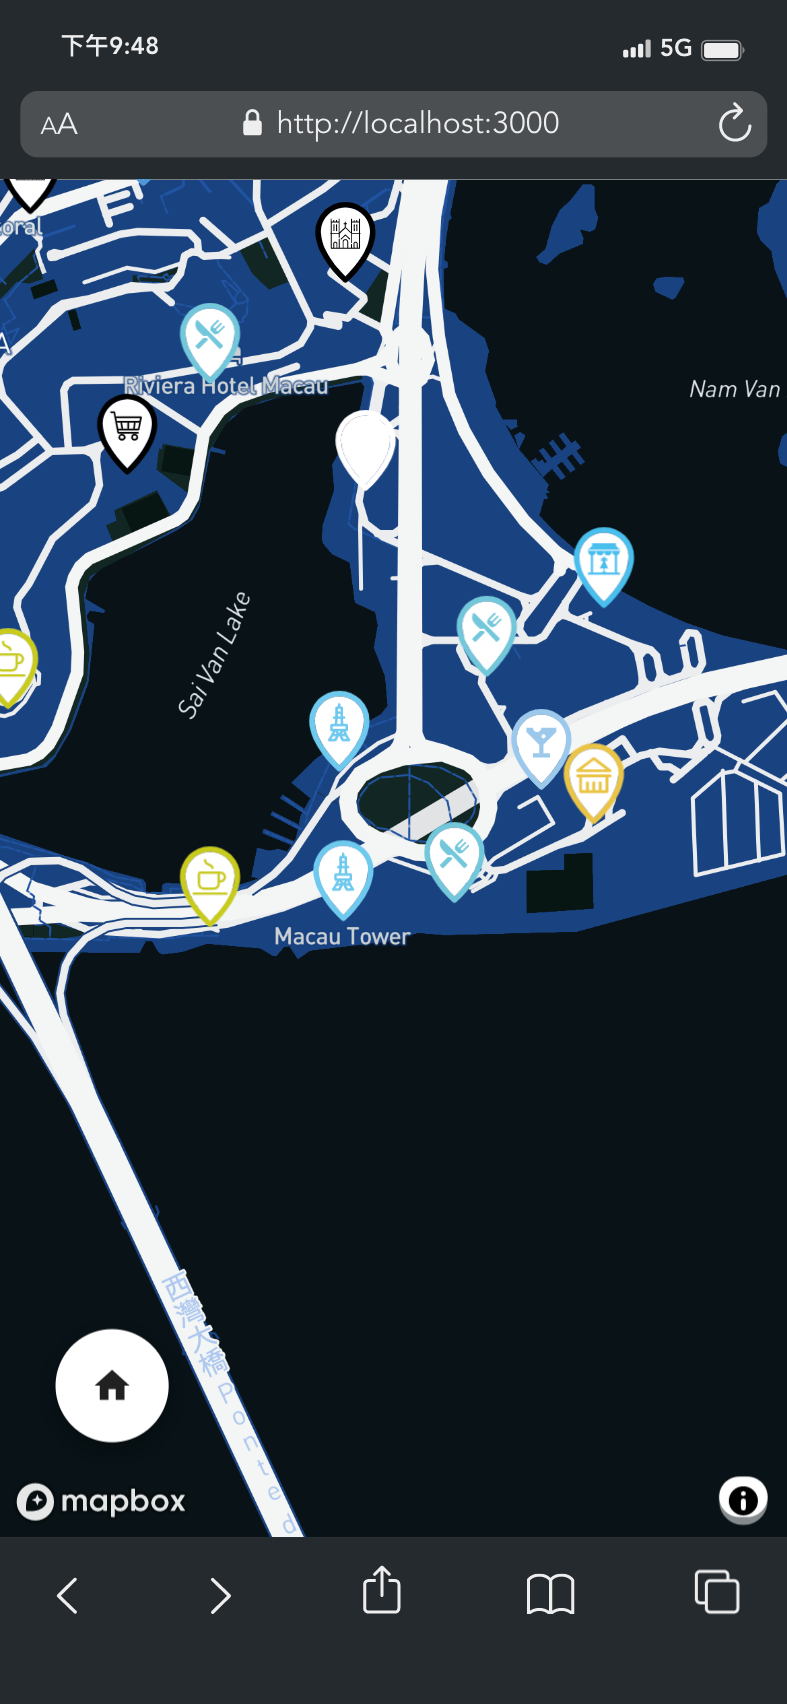 下午9:48
5G
AA
http://localhost:3000
oral
A
Riviera Hotel Macau
Nam Van
Sai Van Lake
Macau Tower
西灣大橋 Ponte d
mapbox